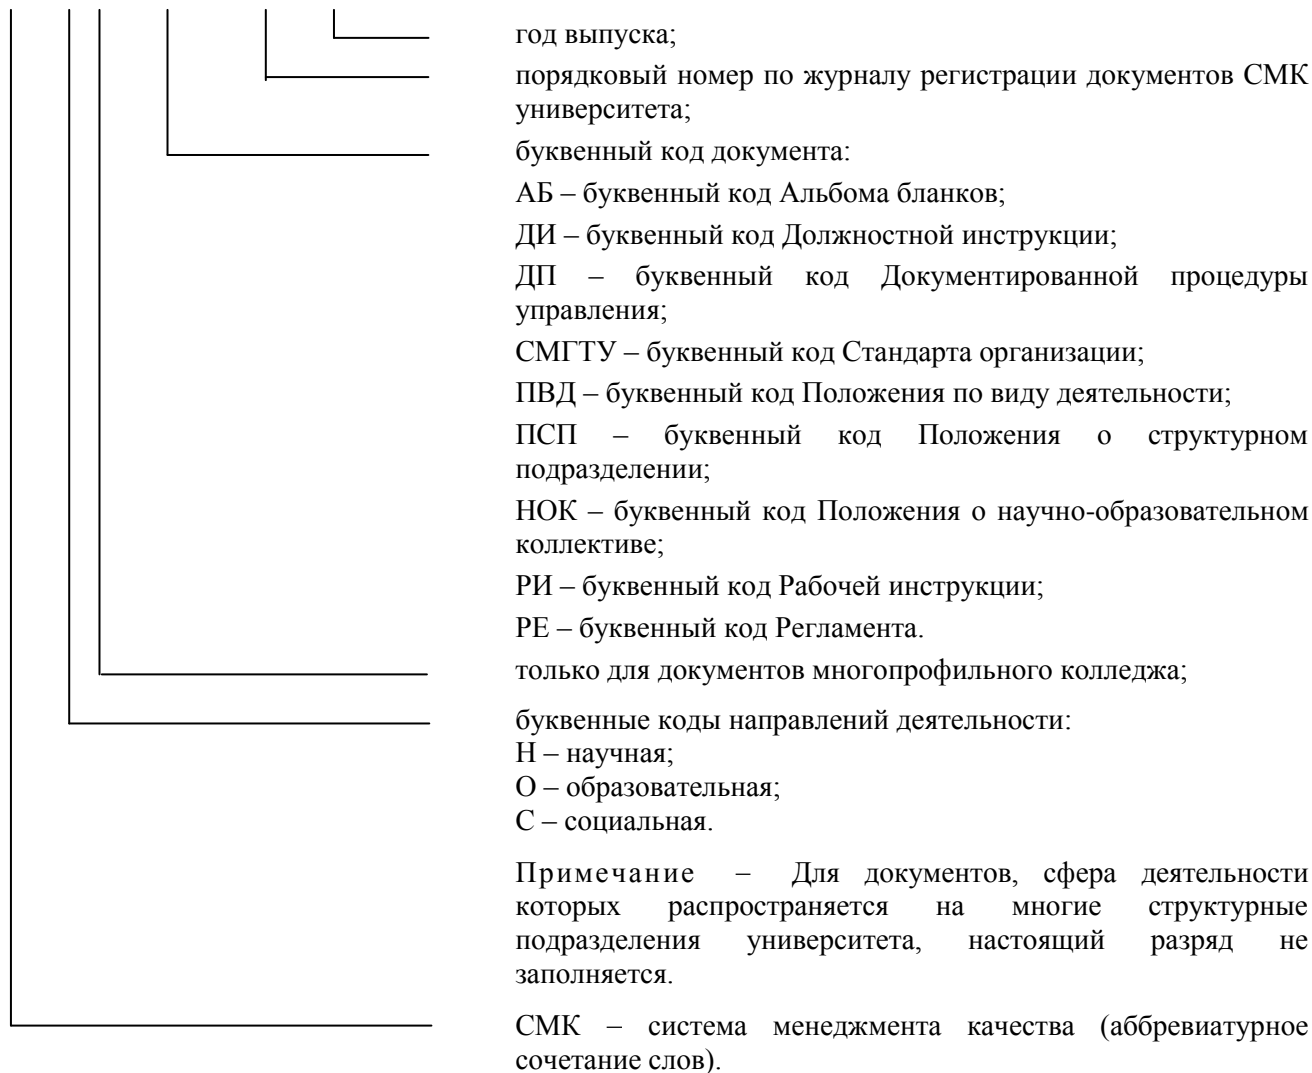 год выпуска;
порядковый номер по журналу регистрации документов СМК
университета;
буквенный код документа:
АБ – буквенный код Альбома бланков;
ДИ – буквенный код Должностной инструкции;
ДП – буквенный код Документированной процедуры
управления;
СМГТУ – буквенный код Стандарта организации;
ПВД – буквенный код Положения по виду деятельности;
ПСП – буквенный код Положения о структурном
подразделении;
НОК – буквенный код Положения о научно-образовательном
коллективе;
РИ – буквенный код Рабочей инструкции;
РЕ – буквенный код Регламента.
только для документов многопрофильного колледжа;
буквенные коды направлений деятельности:
Н – научная;
О – образовательная;
С – социальная.
Примечание – Для документов, сфера деятельности
которых распространяется на многие структурные
подразделения университета, настоящий разряд не
заполняется.
СМК – система менеджмента качества (аббревиатурное
сочетание слов).